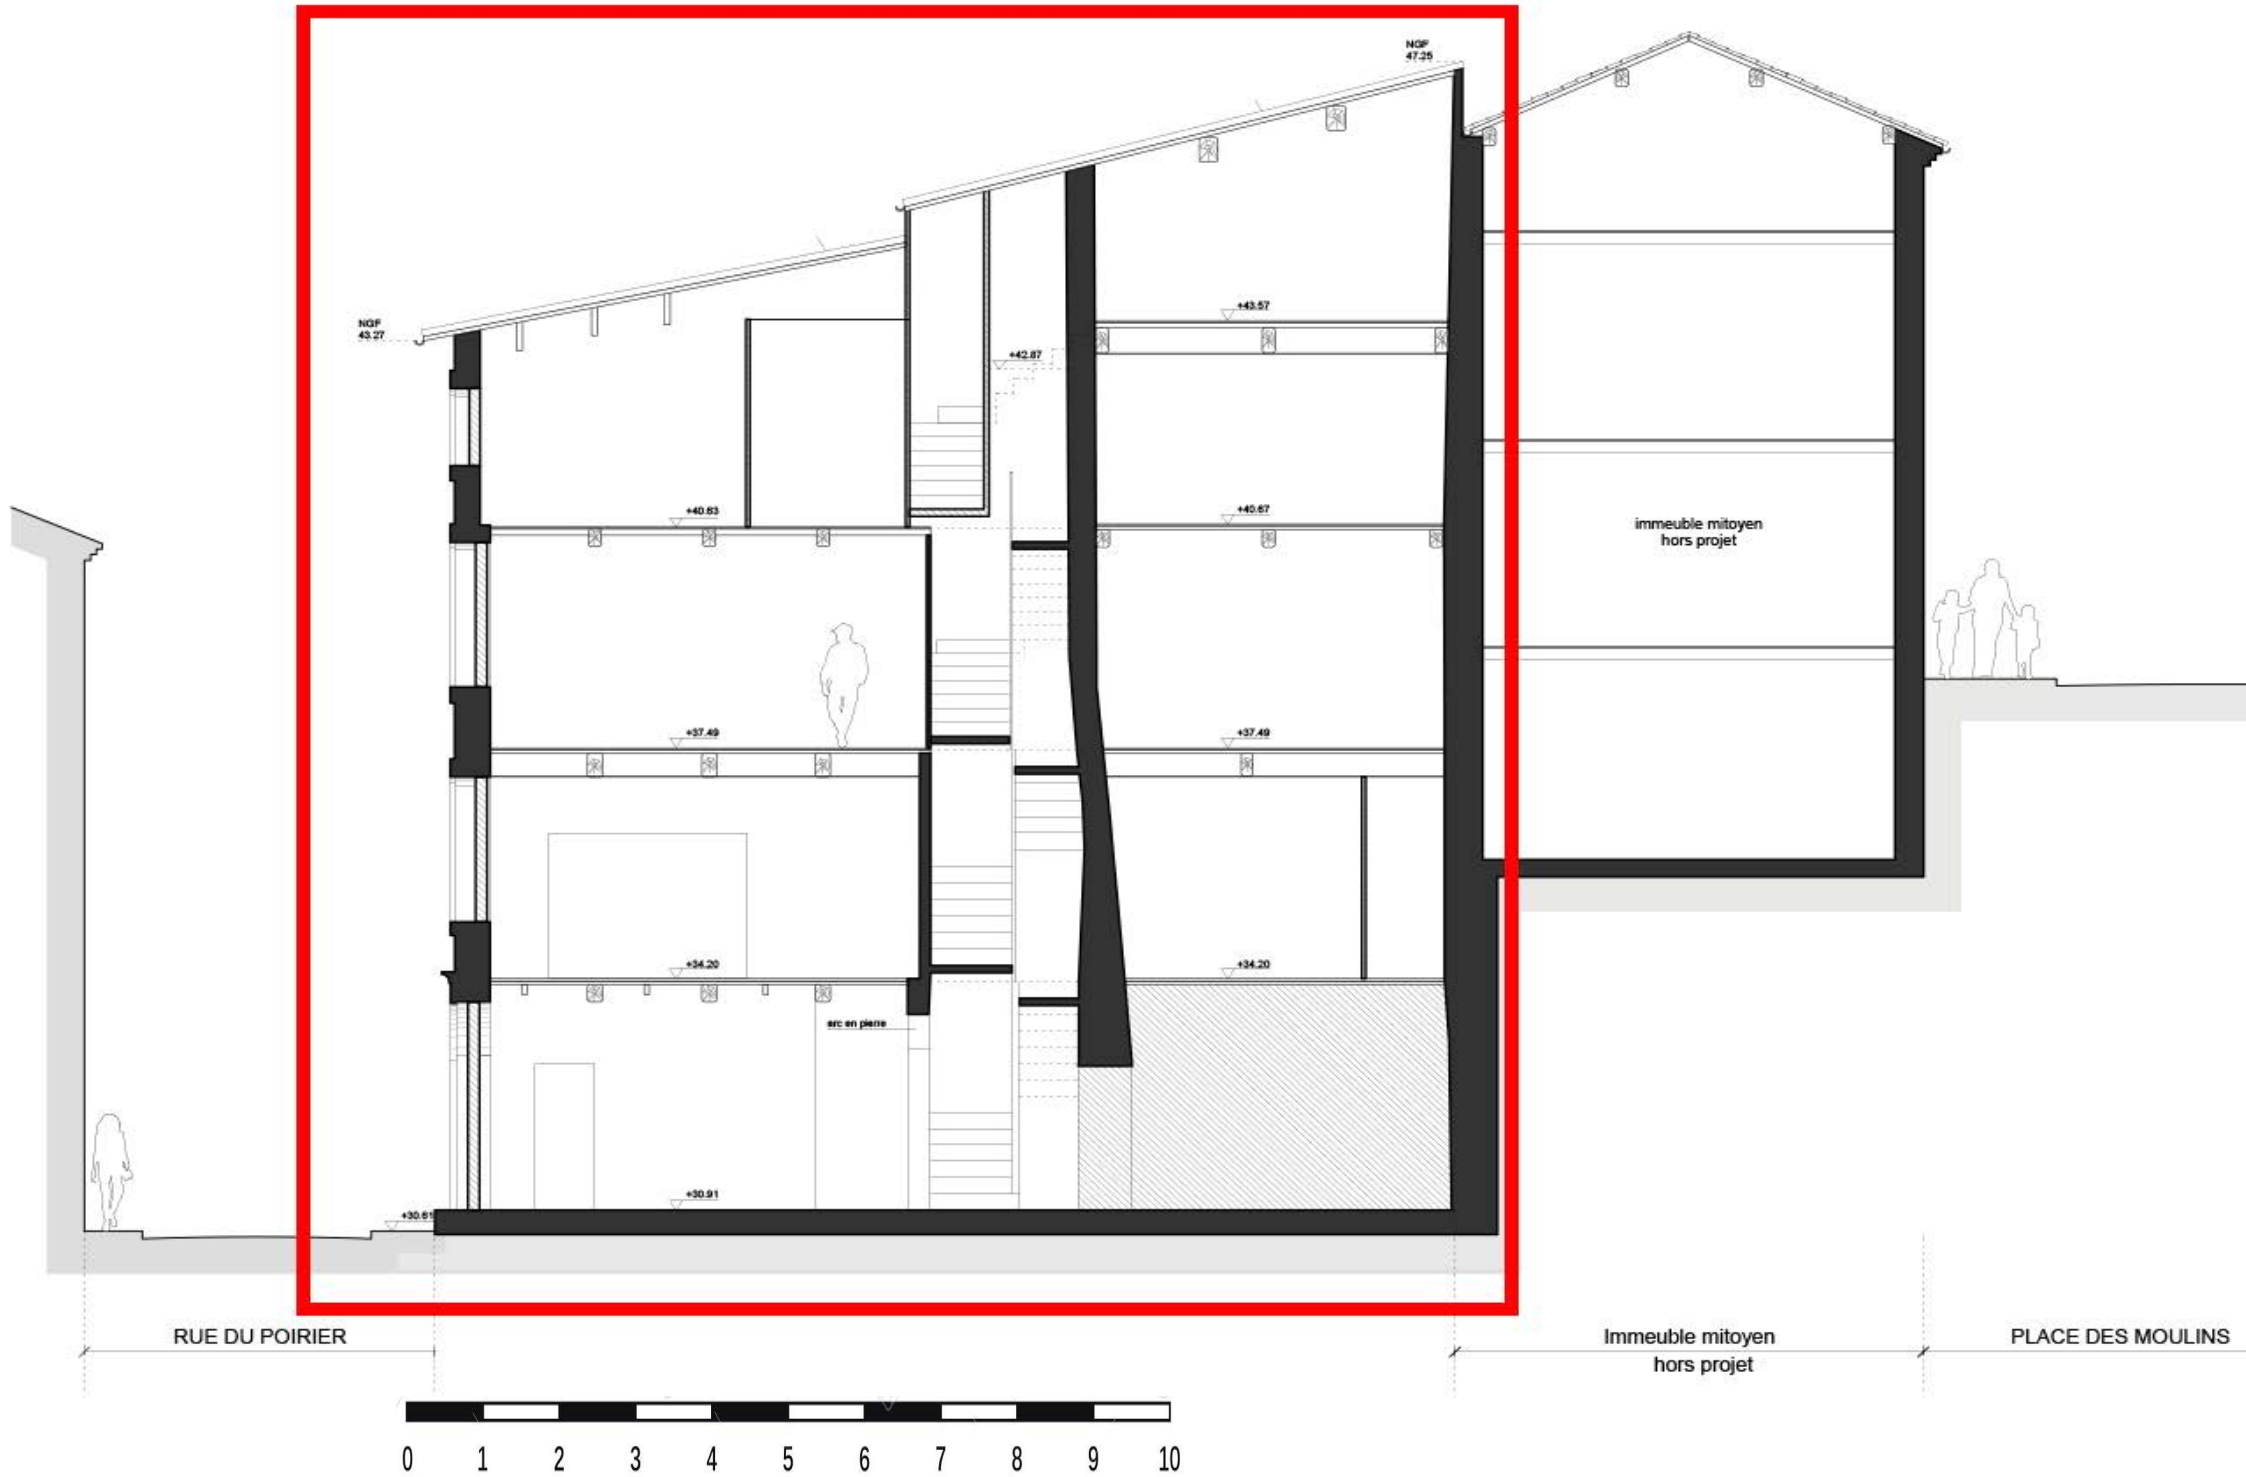 NGF
47.25
NGF
43.27
+43.57
+42.87
+40.63
+40.67
immeuble mitoyen
hors projet
+37.49
+37.49
+34.20
+34.20
arc en pierre
+30.91
+30.61
RUE DU POIRIER
Immeuble mitoyen
hors projet
PLACE DES MOULINS
0 1 2 3 4 5 6 7 8 9 10